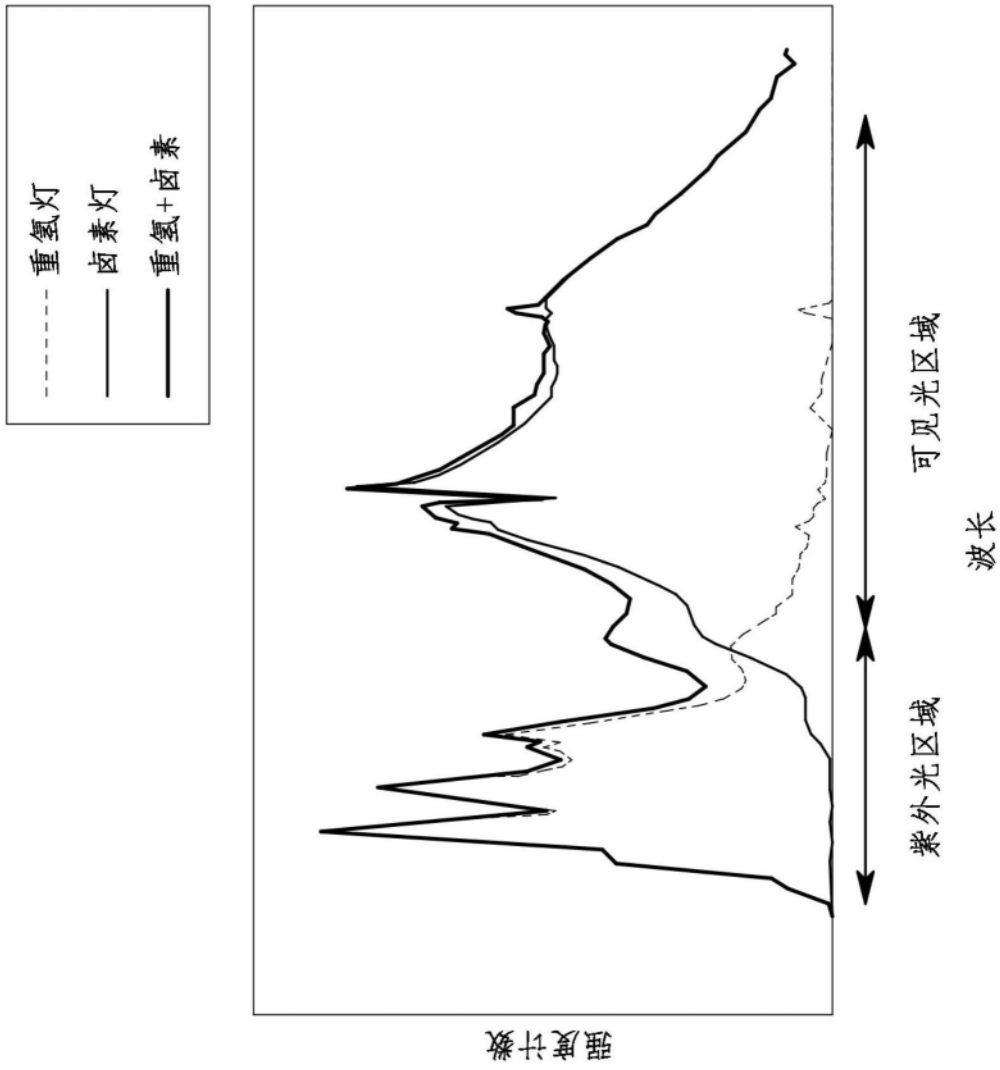 重氢灯
卤素灯
重氢+卤素
强度计数
紫外光区域
可见光区域
波长